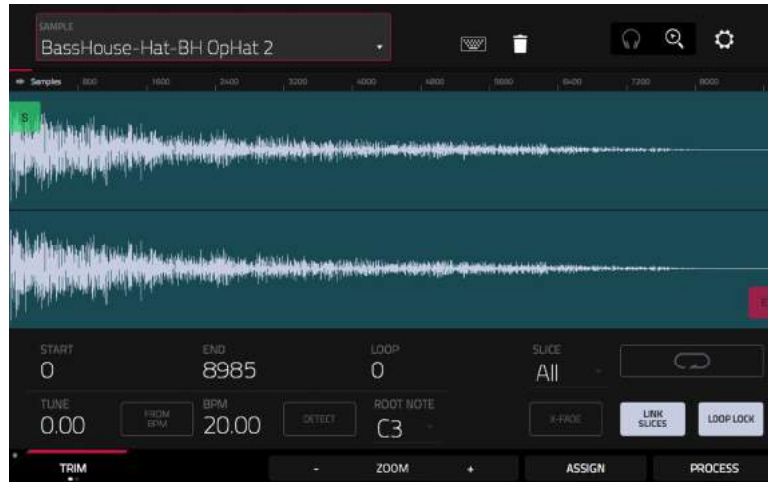 SAMPLE
BassHouse-Hat-BH OpHat 2
Samples 800 1600 2400 3200 4000 4800 5600 6400 7200 8000
S
E
START END LOOP SLICE
0 8985 0 All
TUNE BPM ROOT NOTE
0.00 FROM BPM 20.00 DETECT C3 X-FADE LINK SLICES LOOP LOCK
TRIM - ZOOM + ASSIGN PROCESS